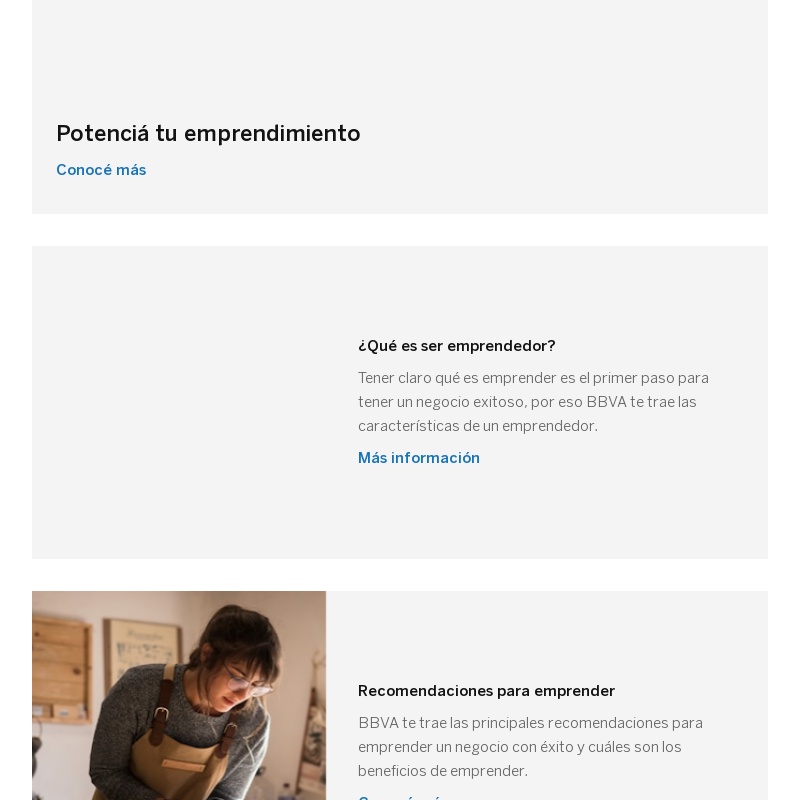 Potenciá tu emprendimiento
Conocé más
¿Qué es ser emprendedor?
Tener claro qué es emprender es el primer paso para
tener un negocio exitoso, por eso BBVA te trae las
características de un emprendedor.
Más información
Recomendaciones para emprender
BBVA te trae las principales recomendaciones para
emprender un negocio con éxito y cuáles son los
beneficios de emprender.